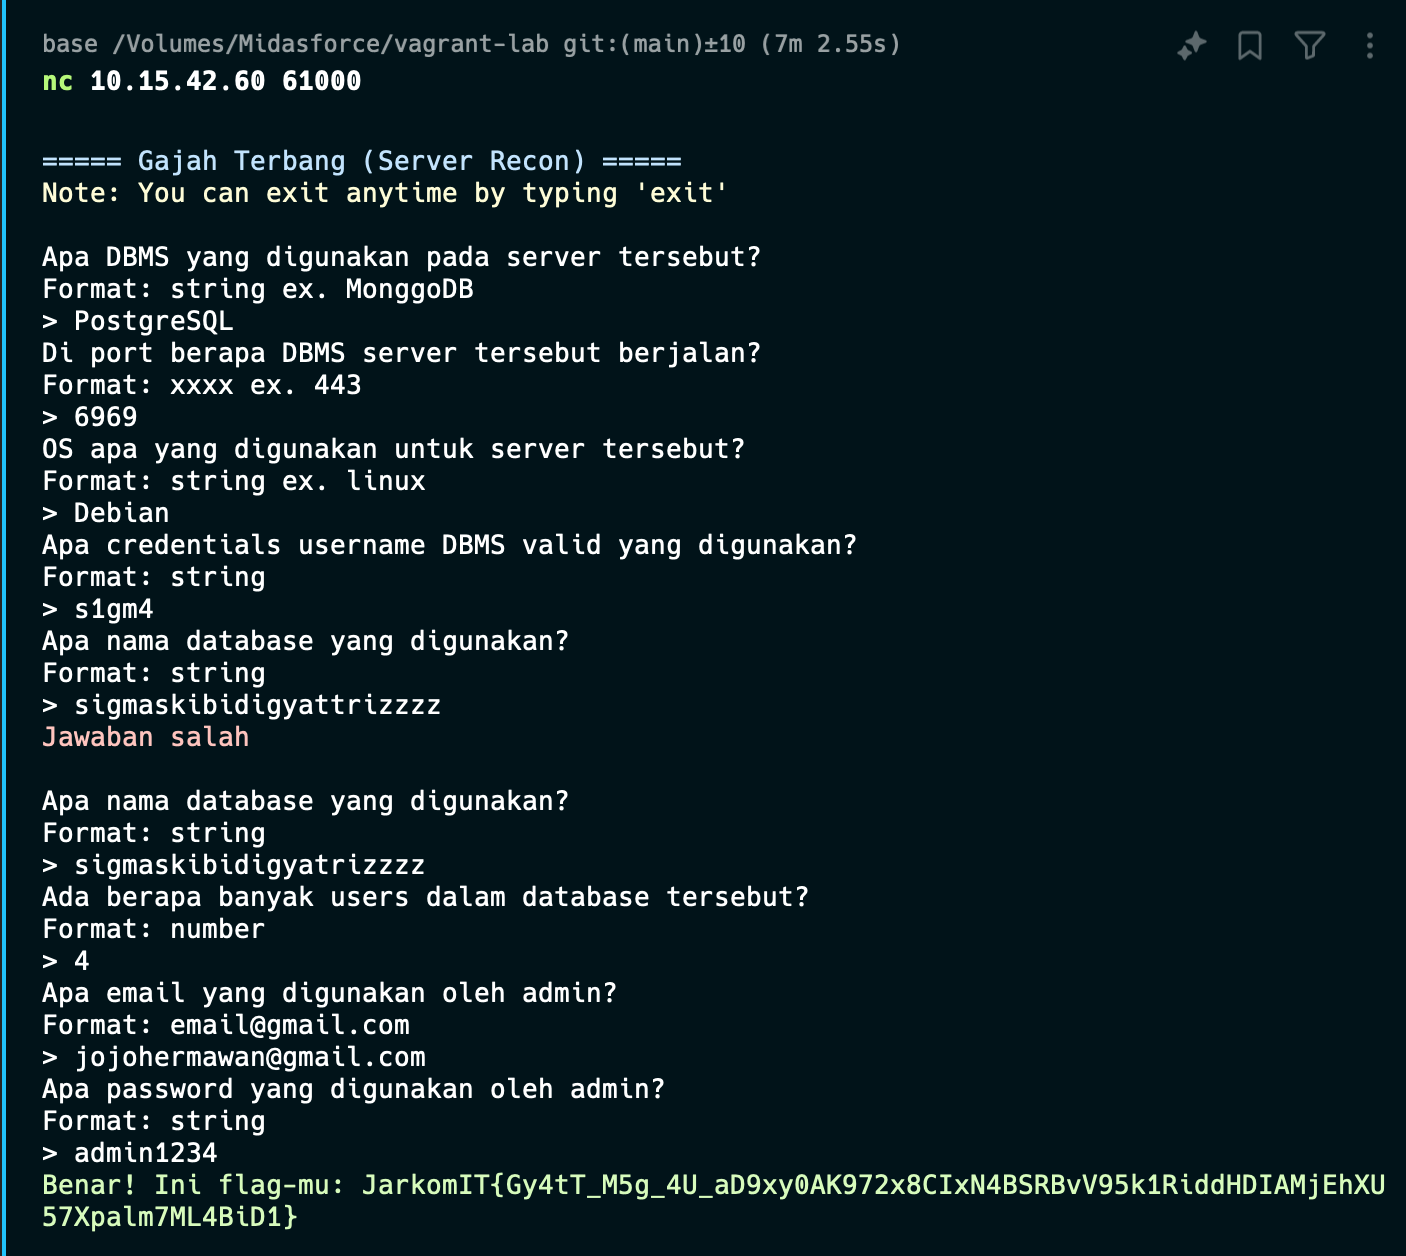 base /Volumes/Midasforce/vagrant-lab git:(main)±10 (7m 2.55s)
nc 10.15.42.60 61000
===== Gajah Terbang (Server Recon) =====
Note: You can exit anytime by typing 'exit'
Apa DBMS yang digunakan pada server tersebut?
Format: string ex. MonggoDB
> PostgreSQL
Di port berapa DBMS server tersebut berjalan?
Format: xxxx ex. 443
> 6969
OS apa yang digunakan untuk server tersebut?
Format: string ex. linux
> Debian
Apa credentials username DBMS valid yang digunakan?
Format: string
> s1gm4
Apa nama database yang digunakan?
Format: string
> sigmaskibidigyattrizzzz
Jawaban salah
Apa nama database yang digunakan?
Format: string
> sigmaskibidigyatrizzzz
Ada berapa banyak users dalam database tersebut?
Format: number
> 4
Apa email yang digunakan oleh admin?
Format: email@gmail.com
> jojohermawan@gmail.com
Apa password yang digunakan oleh admin?
Format: string
> admin1234
Benar! Ini flag-mu: JarkomIT{Gy4tT_M5g_4U_aD9xy0AK972x8CIxN4BSRBvV95k1RiddHDIAMjEhXU
57Xpalm7ML4BiD1}